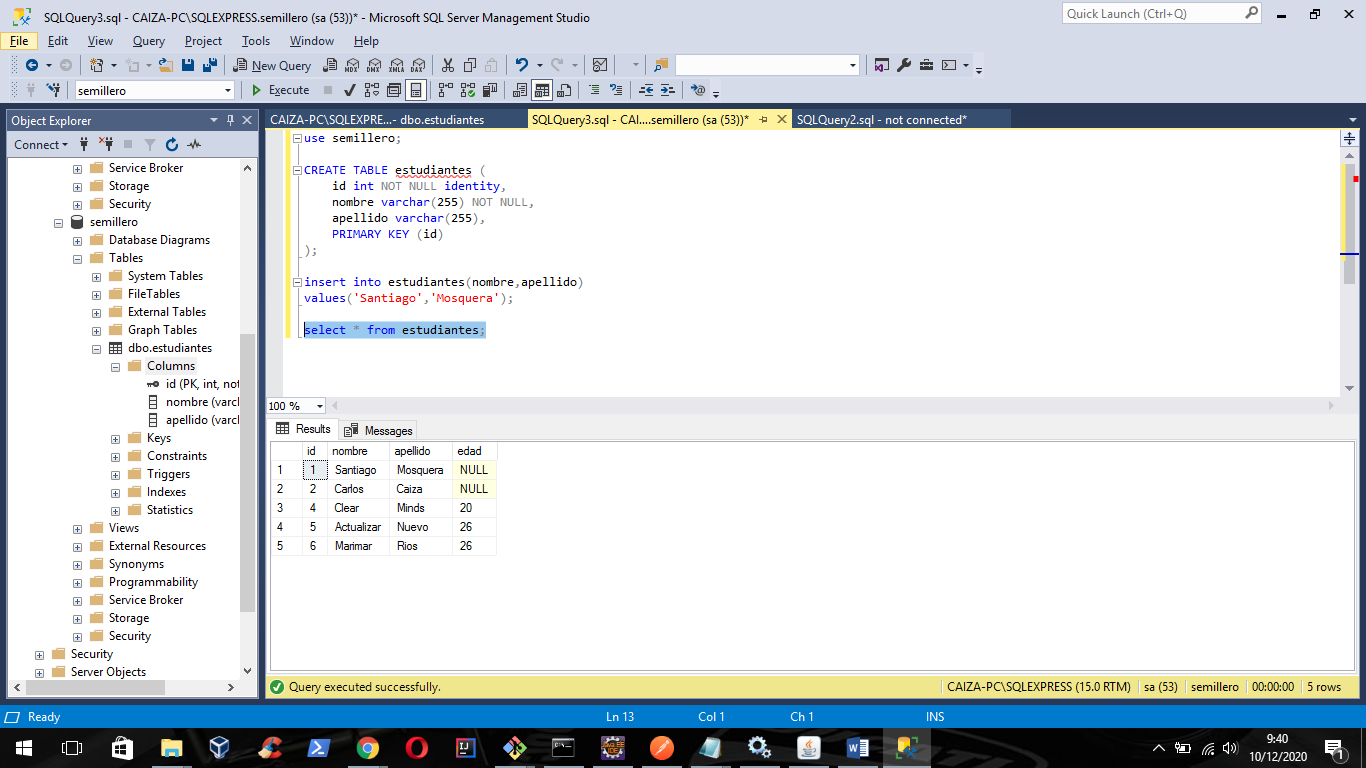 SQLQuery3.sql - CAIZA-PC\SQLEXPRESS.semillero (sa (53))* - Microsoft SQL Server Management Studio
Quick Launch (Ctrl+Q)
File Edit View Query Project Tools Window Help
New Query MDX DMX XMLA DAX
semillero Execute
Object Explorer
Connect
Service Broker
Storage
Security
semillero
Database Diagrams
Tables
System Tables
FileTables
External Tables
Graph Tables
dbo.estudiantes
Columns
id (PK, int, not
nombre (varcl
apellido (varcl
Keys
Constraints
Triggers
Indexes
Statistics
Views
External Resources
Synonyms
Programmability
Service Broker
Storage
Security
Security
Server Objects
CAIZA-PC\SQLEXPRE...- dbo.estudiantes SQLQuery3.sql - CAI....semillero (sa (53))* SQLQuery2.sql - not connected*
use semillero;
CREATE TABLE estudiantes (
id int NOT NULL identity,
nombre varchar(255) NOT NULL,
apellido varchar(255),
PRIMARY KEY (id)
);
insert into estudiantes(nombre,apellido)
values('Santiago','Mosquera');
select * from estudiantes;
100 %
Results Messages
id nombre apellido edad
1 1 Santiago Mosquera NULL
2 2 Carlos Caiza NULL
3 4 Clear Minds 20
4 5 Actualizar Nuevo 26
5 6 Marimar Rios 26
Query executed successfully. CAIZA-PC\SQLEXPRESS (15.0 RTM) sa (53) semillero 00:00:00 5 rows
Ready Ln 13 Col 1 Ch 1 INS
9:40
10/12/2020
1